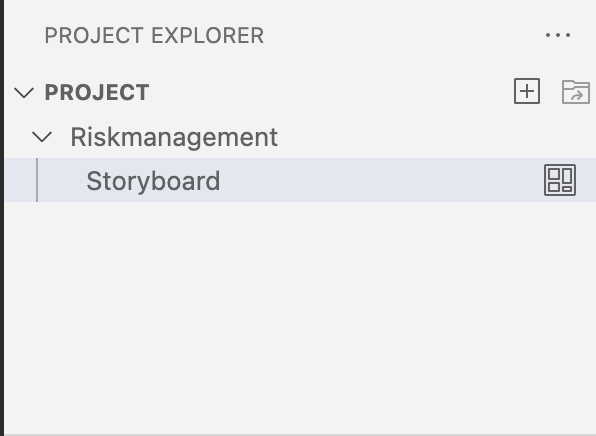 PROJECT EXPLORER
PROJECT
Riskmanagement
Storyboard